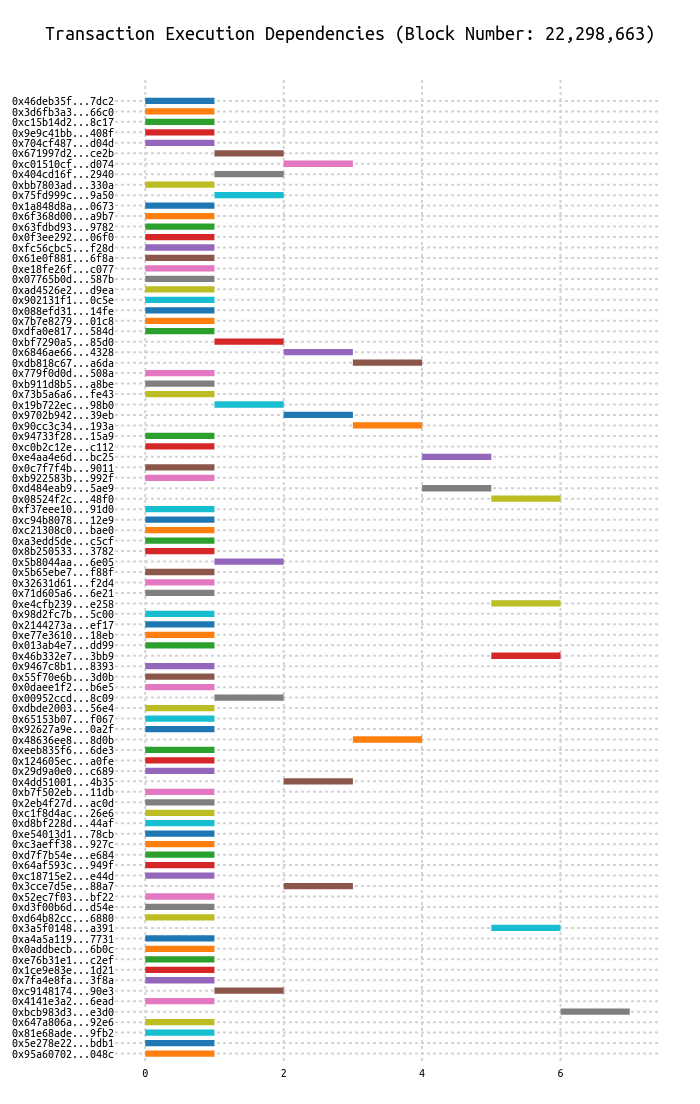 Transaction Execution Dependencies (Block Number: 22,298,663)
0x46deb35f...7dc2
0x3d6fb3a3...66c0
0xc15b14d2...8c17
0x9e9c41bb...408f
0x704cf487...d04d
0x671997d2...ce2b
0xc01510cf...d074
0x404cd16f...2940
0xbb7803ad...330a
0x75fd999c...9a50
0x1a848d8a...0673
0x6f368d00...a9b7
0x63fdbd93...9782
0x0f3ee292...06f0
0xfc56cbc5...f28d
0x61e0f881...6f8a
0xe18fe26f...c077
0x07765b0d...587b
0xad4526e2...d9ea
0x902131f1...0c5e
0x088efd31...14fe
0x7b7e8279...01c8
0xdfa0e817...584d
0xbf7290a5...85d0
0x6846ae66...4328
0xdb818c67...a6da
0x779f0d0d...508a
0xb911d8b5...a8be
0x73b5a6a6...fe43
0x19b722ec...98b0
0x9702b942...39eb
0x90cc3c34...193a
0x94733f28...15a9
0xc0b2c12e...c112
0xe4aa4e6d...bc25
0x0c7f7f4b...9011
0xb922583b...992f
0xd484eab9...5ae9
0x08524f2c...48f0
0xf37eee10...91d0
0xc94b8078...12e9
0xc21308c0...bae0
0xa3edd5de...c5cf
0x8b250533...3782
0x5b8044aa...6e05
0x5b65ebe7...f88f
0x32631d61...f2d4
0x71d605a6...6e21
0xe4cfb239...e258
0x98d2fc7b...5c00
0x2144273a...ef17
0xe77e3610...18eb
0x013ab4e7...dd99
0x46b332e7...3bb9
0x9467c8b1...8393
0x55f70e6b...3d0b
0x0daee1f2...b6e5
0x00952ccd...8c09
0xdbde2003...56e4
0x65153b07...f067
0x92627a9e...0a2f
0x48636ee8...8d0b
0xeeb835f6...6de3
0x124605ec...a0fe
0x29d9a0e0...c689
0x4dd51001...4b35
0xb7f502eb...11db
0x2eb4f27d...ac0d
0xc1f8d4ac...26e6
0xd8bf228d...44af
0xe54013d1...78cb
0xc3aeff38...927c
0xd7f7b54e...e684
0x64af593c...949f
0xc18715e2...e44d
0x3cce7d5e...88a7
0x52ec7f03...bf22
0xd3f00b6d...d54e
0xd64b82cc...6880
0x3a5f0148...a391
0xa4a5a119...7731
0x0addbecb...6b0c
0xe76b31e1...c2ef
0x1ce9e83e...1d21
0x7fa4e8fa...3f8a
0xc9148174...90e3
0x4141e3a2...6ead
0xbcb983d3...e3d0
0x647a806a...92e6
0x81e68ade...9fb2
0x5e278e22...bdb1
0x95a60702...048c
0 2 4 6